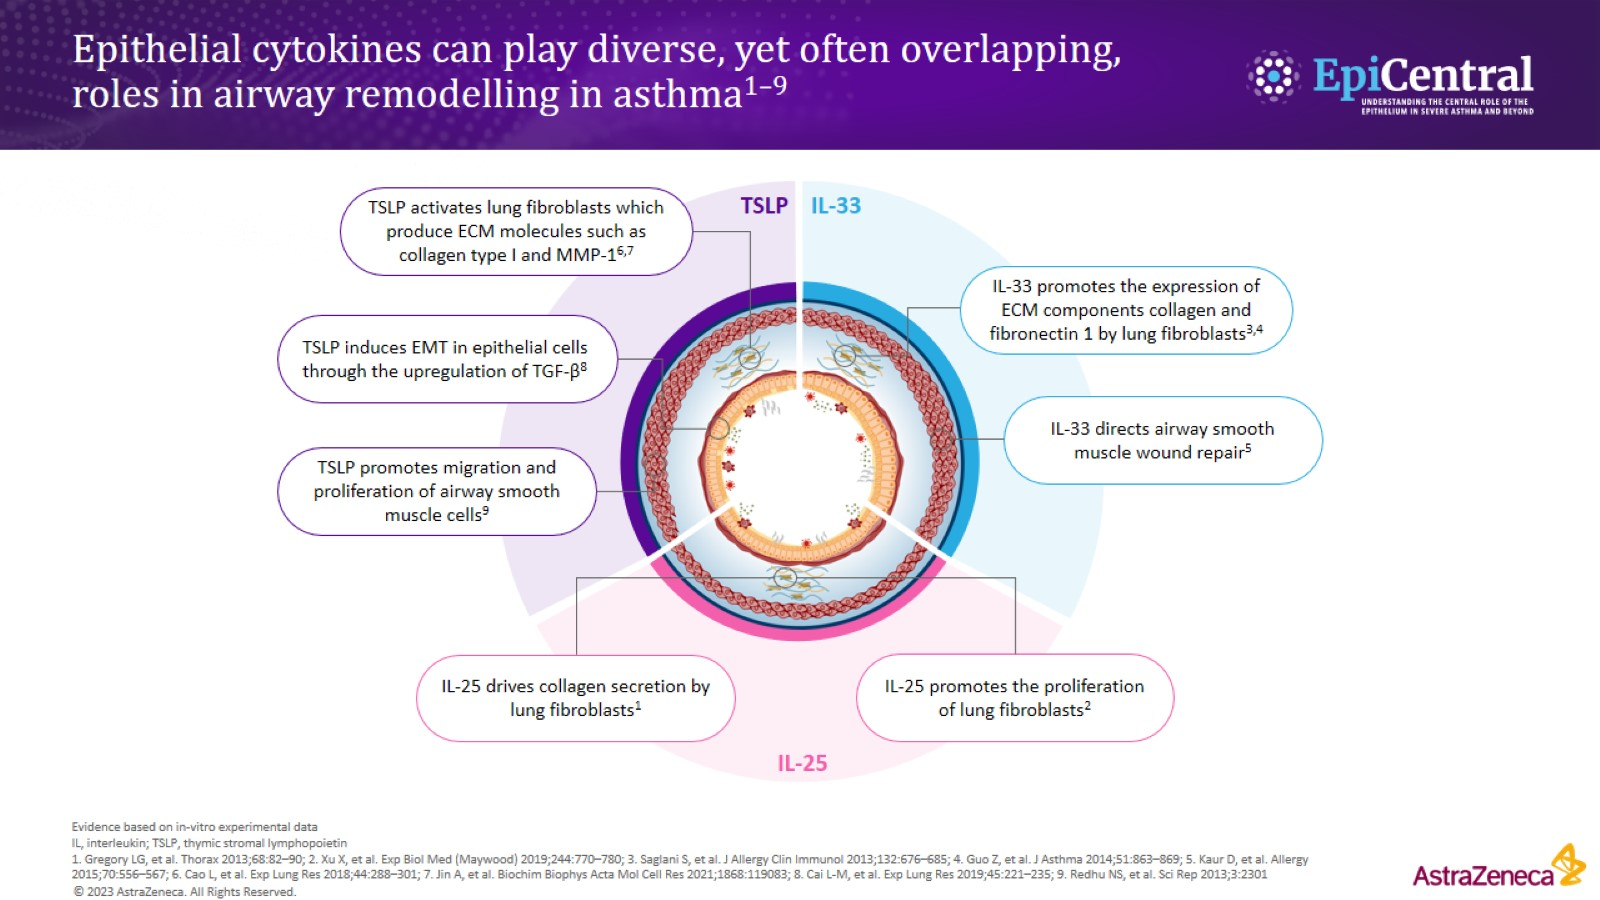 Epithelial cytokines can play diverse, yet often overlapping,
roles in airway remodelling in asthma1–9
EpiCentral
UNDERSTANDING THE CENTRAL ROLE OF THE
EPITHELIUM IN SEVERE ASTHMA AND BEYOND
TSLP
IL-33
TSLP activates lung fibroblasts which
produce ECM molecules such as
collagen type I and MMP-16,7
TSLP induces EMT in epithelial cells
through the upregulation of TGF-β8
TSLP promotes migration and
proliferation of airway smooth
muscle cells9
IL-33 promotes the expression of
ECM components collagen and
fibronectin 1 by lung fibroblasts3,4
IL-33 directs airway smooth
muscle wound repair5
IL-25 drives collagen secretion by
lung fibroblasts1
IL-25 promotes the proliferation
of lung fibroblasts2
IL-25
Evidence based on in-vitro experimental data
IL, interleukin; TSLP, thymic stromal lymphopoietin
1. Gregory LG, et al. Thorax 2013;68:82–90; 2. Xu X, et al. Exp Biol Med (Maywood) 2019;244:770–780; 3. Saglani S, et al. J Allergy Clin Immunol 2013;132:676–685; 4. Guo Z, et al. J Asthma 2014;51:863–869; 5. Kaur D, et al. Allergy
2015;70:556–567; 6. Cao L, et al. Exp Lung Res 2018;44:288–301; 7. Jin A, et al. Biochim Biophys Acta Mol Cell Res 2021;1868:119083; 8. Cai L-M, et al. Exp Lung Res 2019;45:221–235; 9. Redhu NS, et al. Sci Rep 2013;3:2301
© 2023 AstraZeneca. All Rights Reserved.
AstraZeneca